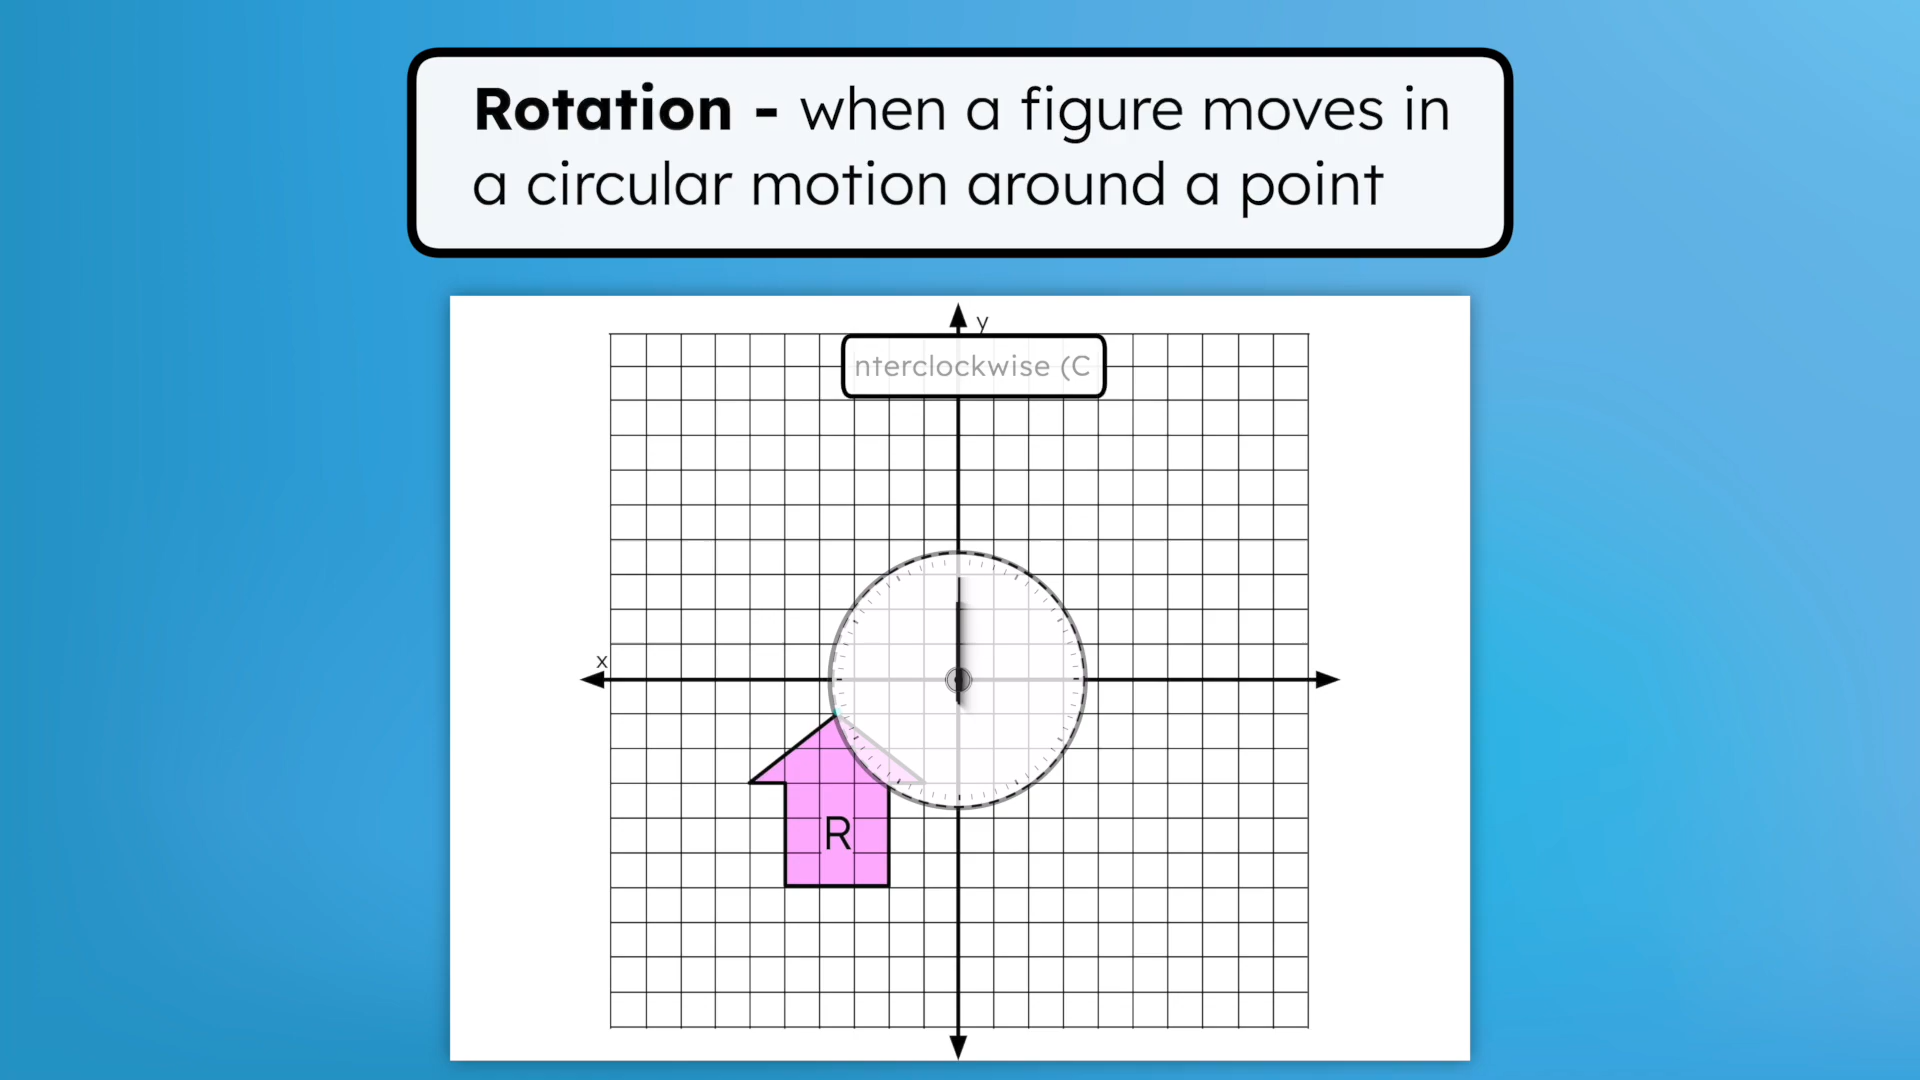 Rotation - when a figure moves in
a circular motion around a point
y
nterclockwise (C
x
R